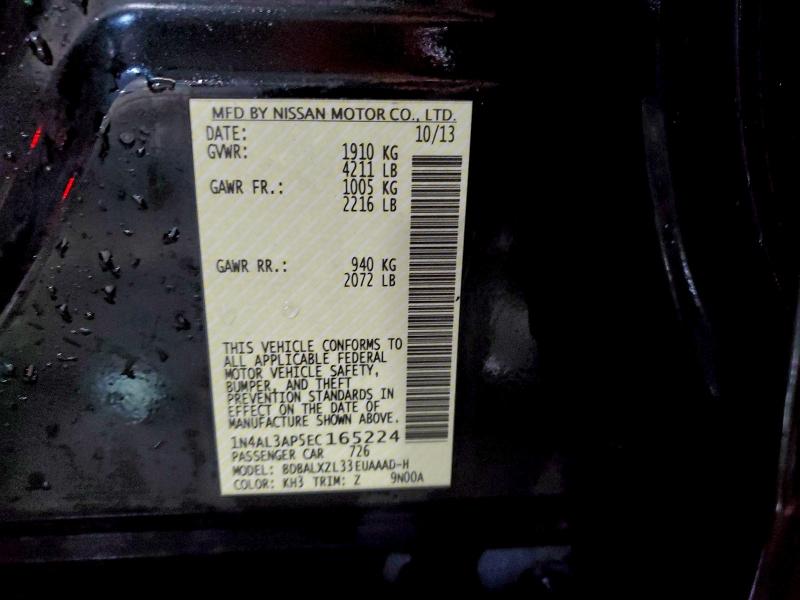 MFD BY NISSAN MOTOR CO., LTD.
DATE: 10/13
GVWR: 1910 KG
4211 LB
GAWR FR.: 1005 KG
2216 LB
GAWR RR.: 940 KG
2072 LB
THIS VEHICLE CONFORMS TO
ALL APPLICABLE FEDERAL
MOTOR VEHICLE SAFETY,
BUMPER, AND THEFT
PREVENTION STANDARDS IN
EFFECT ON THE DATE OF
MANUFACTURE SHOWN ABOVE.
1N4AL3AP5EC165224
PASSENGER CAR 726
MODEL: BDBALXZL33EUAAAD-H
COLOR: KH3 TRIM: Z 9N00A